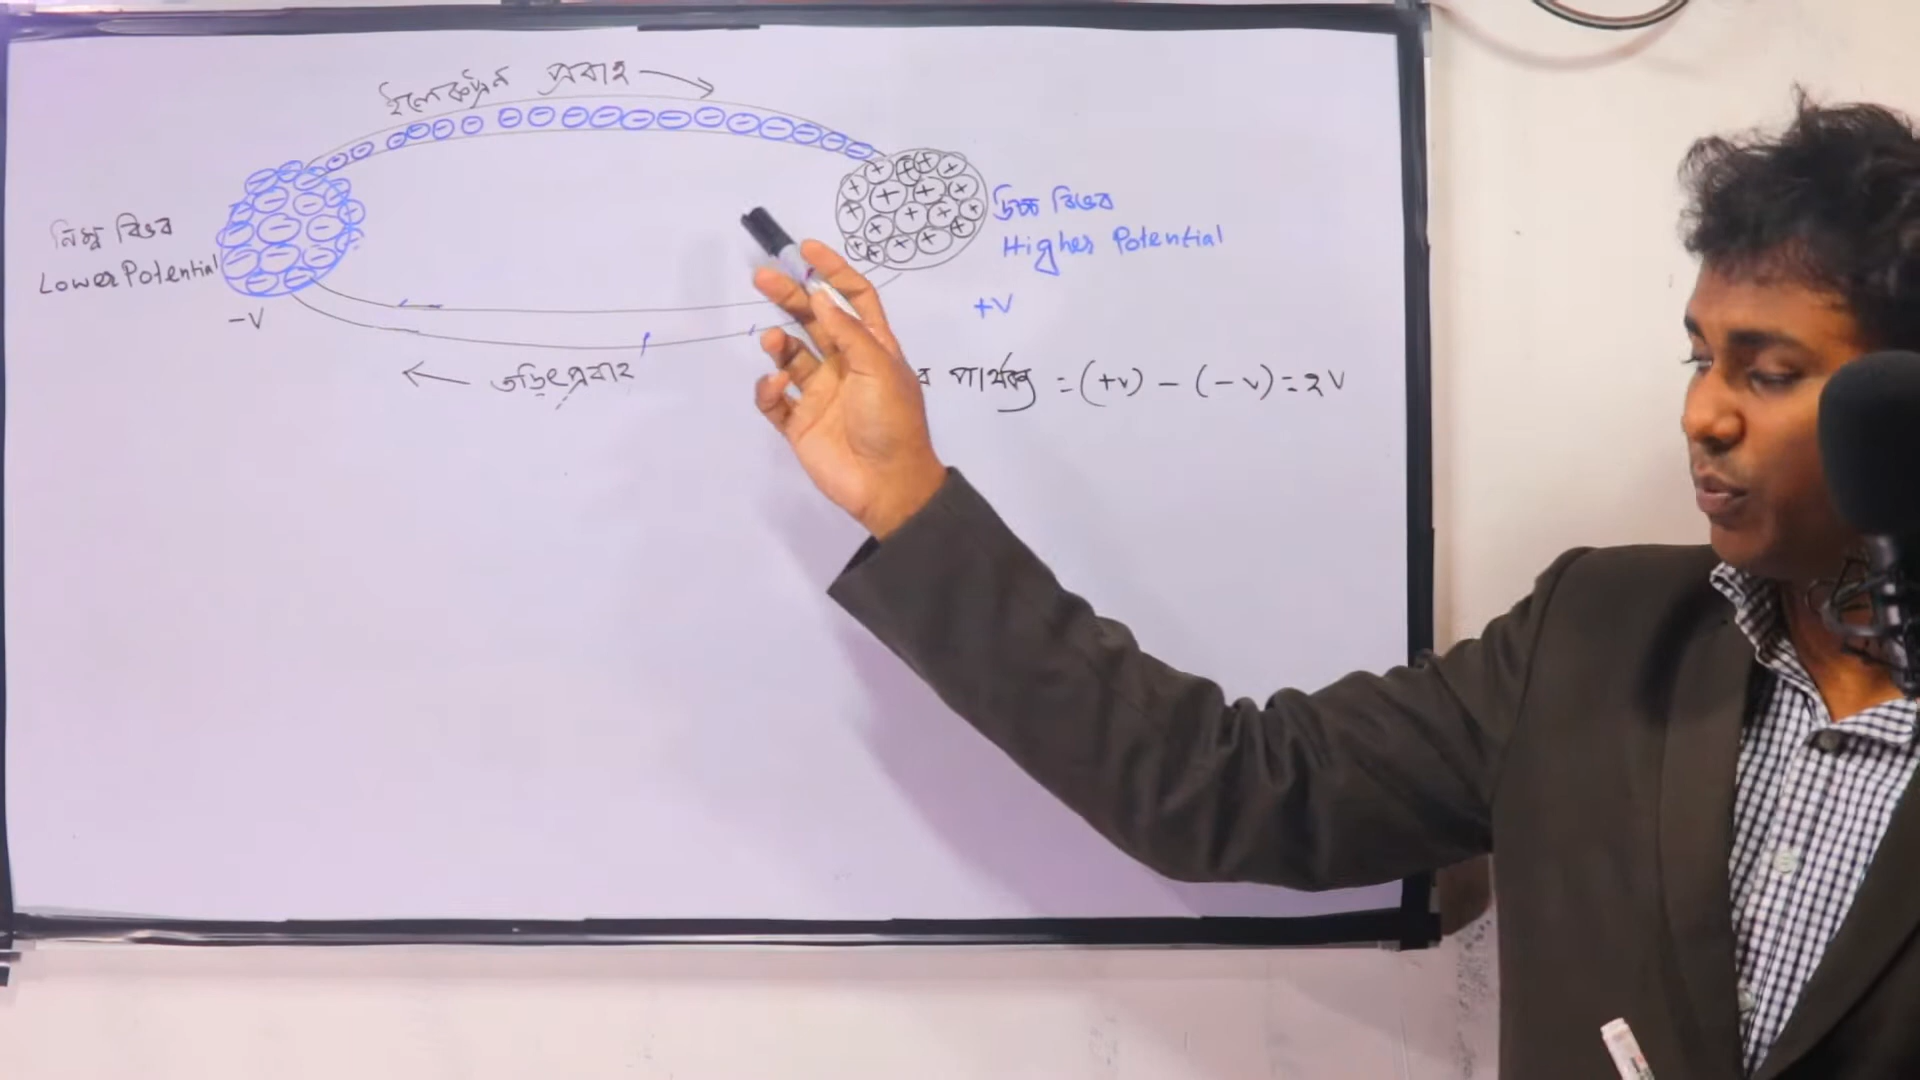 ইলেকট্রন প্রবাহ
নিম্ন বিভব
Lower Potential
-V
উচ্চ বিভব
Higher Potential
+V
তড়িৎপ্রবাহ
র পার্থক্য = (+v) - (-v) = ২V